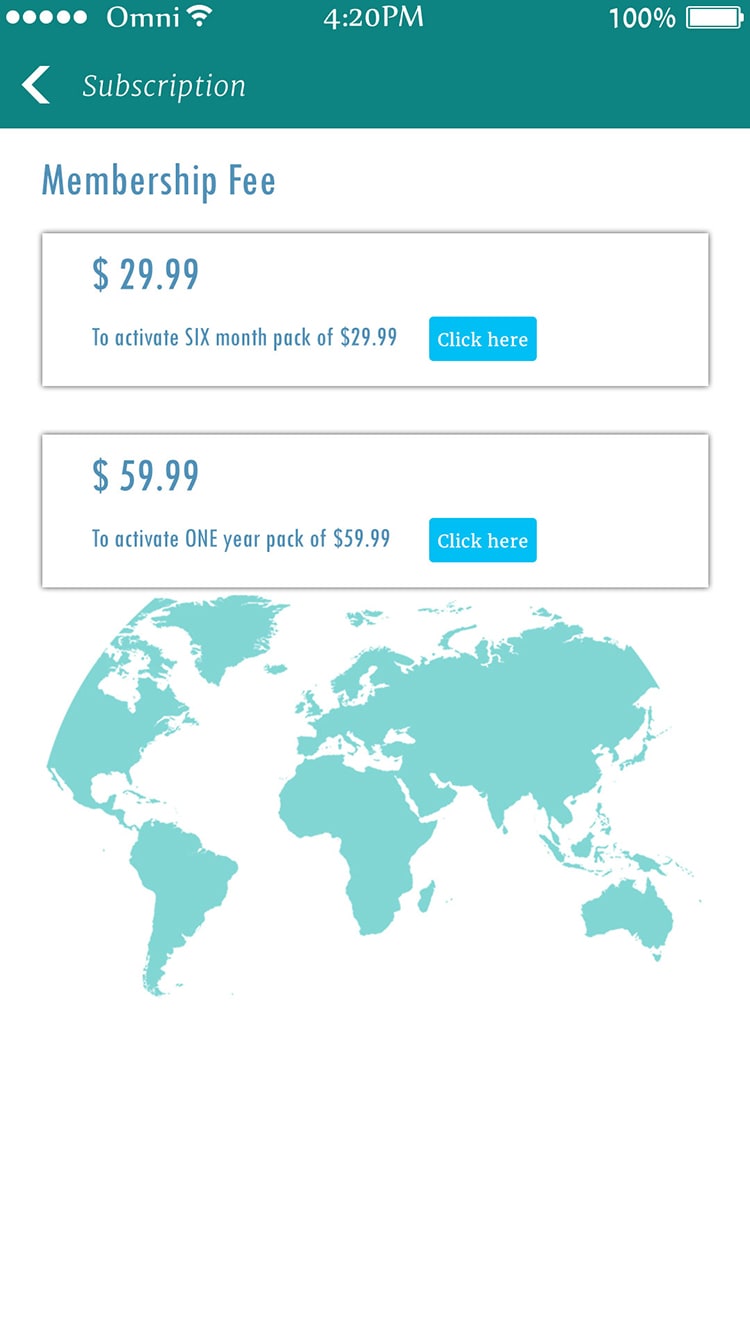 Omni 4:20PM 100%
Subscription
Membership Fee
$ 29.99
To activate SIX month pack of $29.99 Click here
$ 59.99
To activate ONE year pack of $59.99 Click here